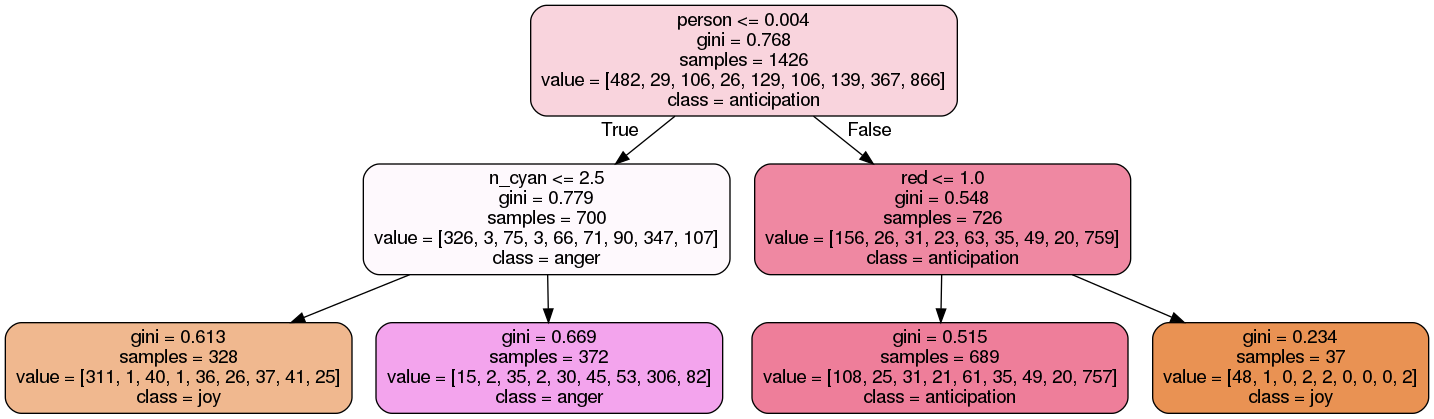 person <= 0.004
gini = 0.768
samples = 1426
value = [482, 29, 106, 26, 129, 106, 139, 367, 866]
class = anticipation
True
False
n_cyan <= 2.5
gini = 0.779
samples = 700
value = [326, 3, 75, 3, 66, 71, 90, 347, 107]
class = anger
red <= 1.0
gini = 0.548
samples = 726
value = [156, 26, 31, 23, 63, 35, 49, 20, 759]
class = anticipation
gini = 0.613
samples = 328
value = [311, 1, 40, 1, 36, 26, 37, 41, 25]
class = joy
gini = 0.669
samples = 372
value = [15, 2, 35, 2, 30, 45, 53, 306, 82]
class = anger
gini = 0.515
samples = 689
value = [108, 25, 31, 21, 61, 35, 49, 20, 757]
class = anticipation
gini = 0.234
samples = 37
value = [48, 1, 0, 2, 2, 0, 0, 0, 2]
class = joy